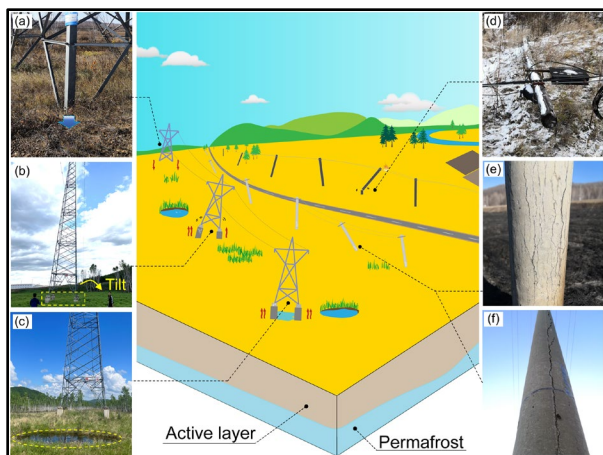 (a)
(b)
Tilt
(c)
(d)
(e)
(f)
Active layer
Permafrost